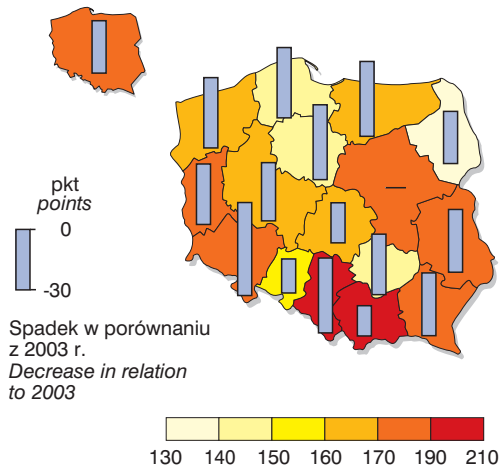 pkt
points
0
-30
Spadek w porównaniu
z 2003 r.
Decrease in relation
to 2003
130 140 150 160 170 190 210